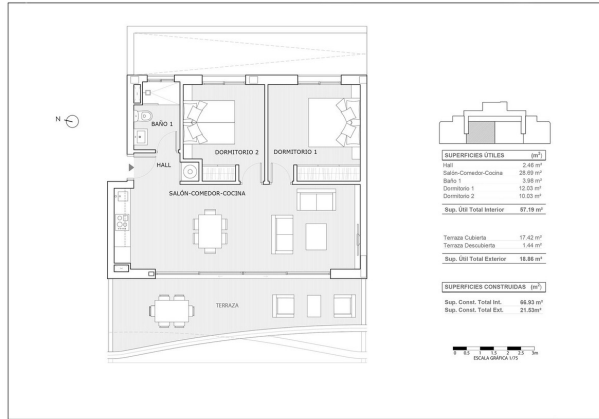 N
BAÑO 1
DORMITORIO 2
DORMITORIO 1
HALL
SALÓN-COMEDOR-COCINA
TERRAZA
SUPERFICIES ÚTILES (m²)
Hall 2.46 m²
Salón-Comedor-Cocina 28.69 m²
Baño 1 3.98 m²
Dormitorio 1 12.03 m²
Dormitorio 2 10.03 m²
Sup. Útil Total Interior 57.19 m²
Terraza Cubierta 17.42 m²
Terraza Descubierta 1.44 m²
Sup. Útil Total Exterior 18.86 m²
SUPERFICIES CONSTRUIDAS (m²)
Sup. Const. Total Int. 66.93 m²
Sup. Const. Total Ext. 21.53m²
0 0.5 1 1.5 2 2.5 3m
ESCALA GRÁFICA 1/75